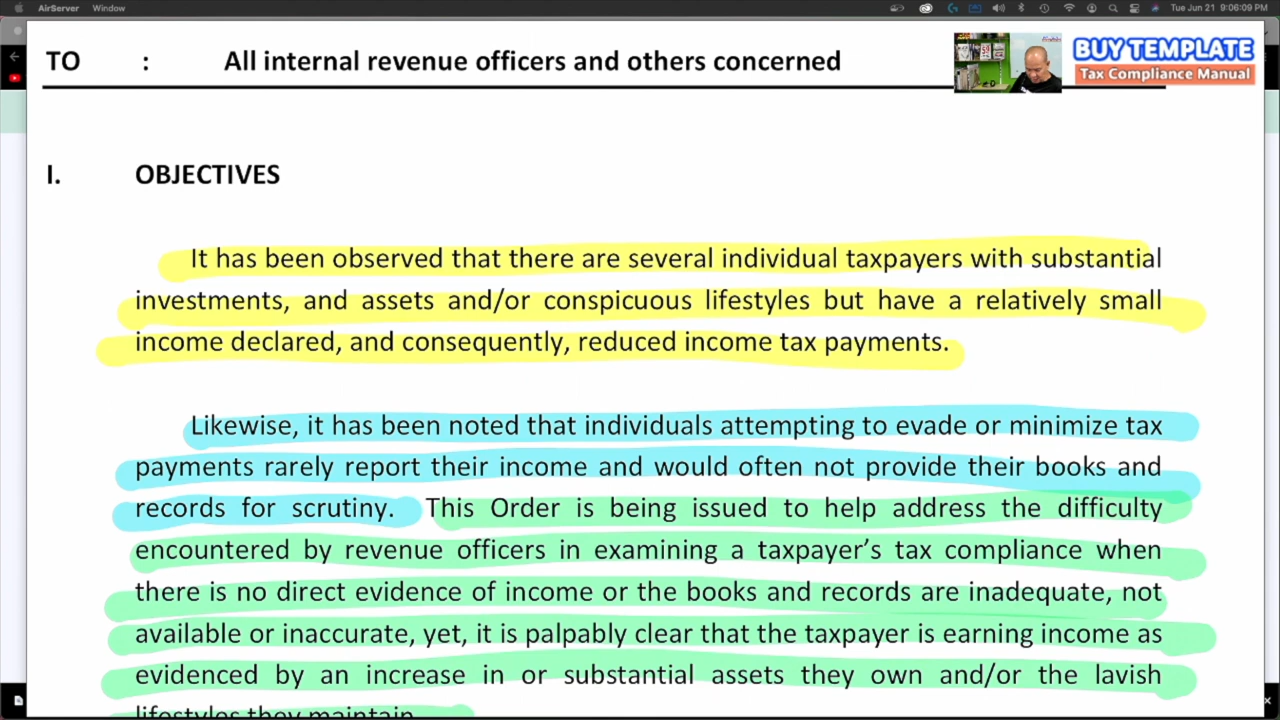 AirServer Window Tue Jun 21 9:06:09 PM
TO : All internal revenue officers and others concerned
BUY TEMPLATE
Tax Compliance Manual
I. OBJECTIVES
It has been observed that there are several individual taxpayers with substantial
investments, and assets and/or conspicuous lifestyles but have a relatively small
income declared, and consequently, reduced income tax payments.
Likewise, it has been noted that individuals attempting to evade or minimize tax
payments rarely report their income and would often not provide their books and
records for scrutiny. This Order is being issued to help address the difficulty
encountered by revenue officers in examining a taxpayer’s tax compliance when
there is no direct evidence of income or the books and records are inadequate, not
available or inaccurate, yet, it is palpably clear that the taxpayer is earning income as
evidenced by an increase in or substantial assets they own and/or the lavish
lifestyles they maintain.